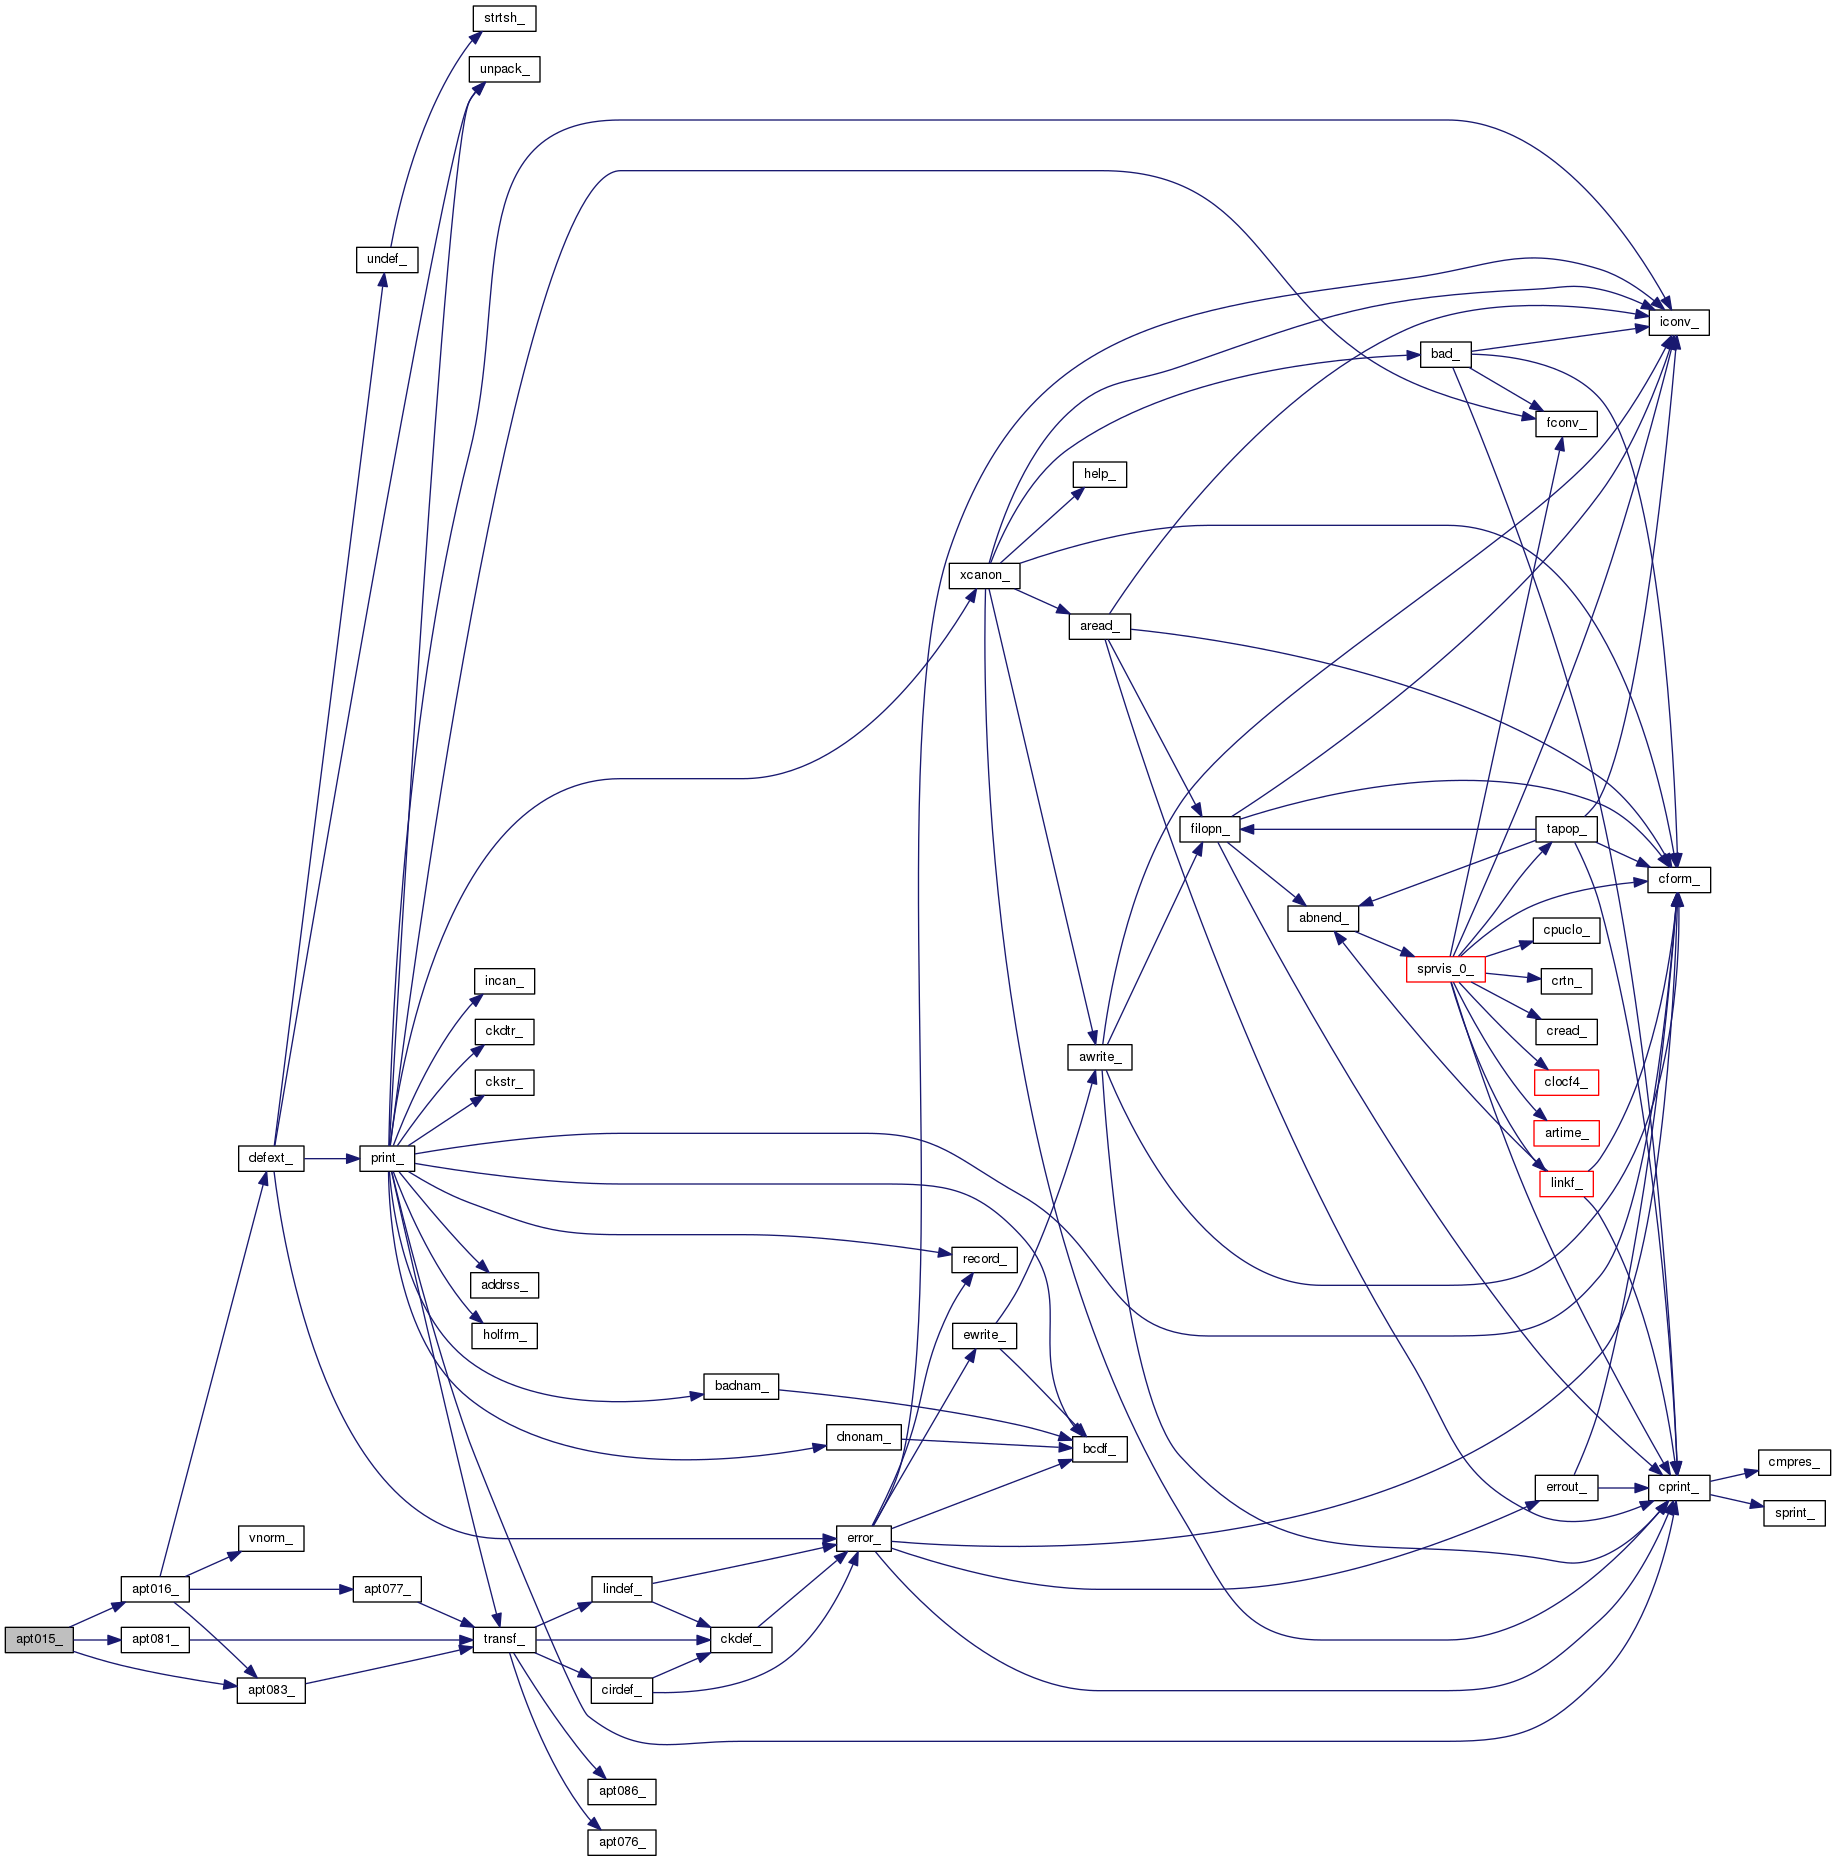 strtsh_
unpack_
undef_
iconv_
bad_
fconv_
help_
xcanon_
aread_
filopn_
tapop_
cform_
abnend_
cpuclo_
sprvis_0_
crtn_
incan_
ckdtr_
cread_
awrite_
ckstr_
clocf4_
artime_
defext_
print_
linkf_
record_
addrss_
holfrm_
ewrite_
badnam_
dnonam_
bcdf_
cmpres_
errout_
cprint_
sprint_
vnorm_
error_
apt016_
apt077_
lindef_
apt015_
apt081_
transf_
ckdef_
apt083_
cirdef_
apt086_
apt076_